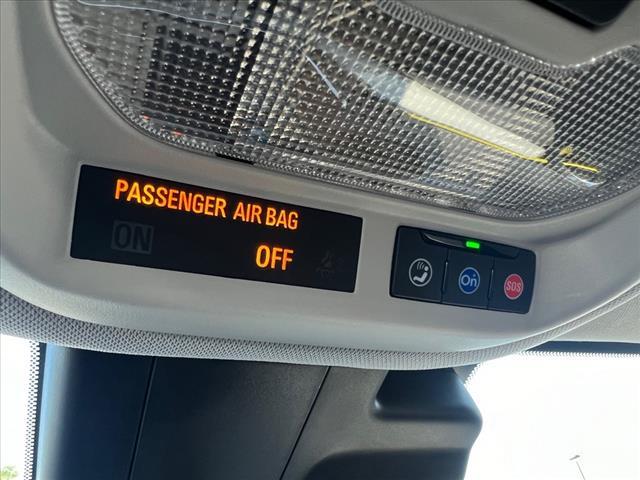 PASSENGER AIR BAG
ON OFF
On SOS